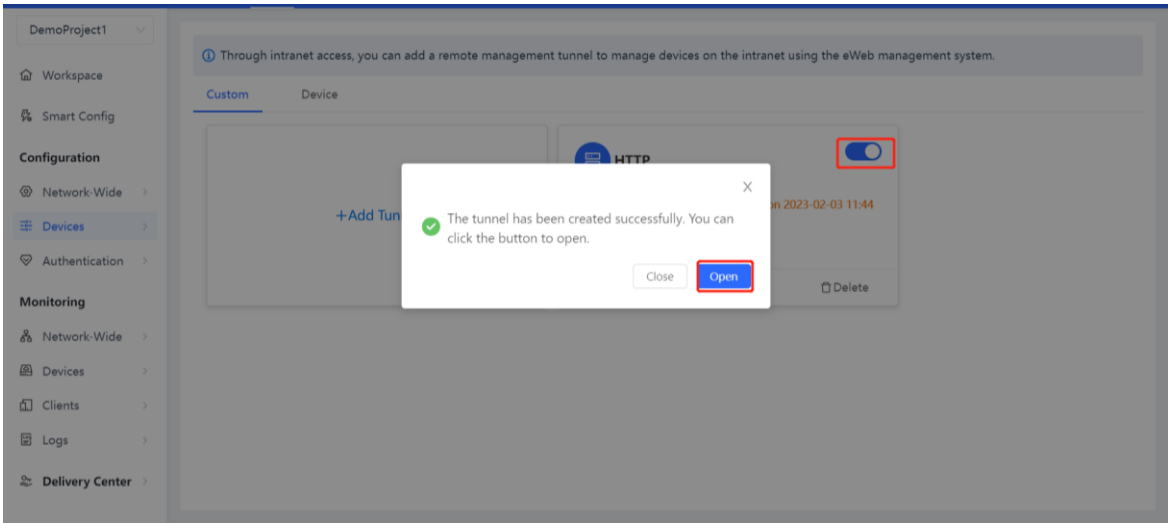 DemoProject1
Through intranet access, you can add a remote management tunnel to manage devices on the intranet using the eWeb management system.
Workspace
Custom
Device
Smart Config
Configuration
HTTP
Network-Wide
+Add Tun
on 2023-02-03 11:44
The tunnel has been created successfully. You can
click the button to open.
Devices
Authentication
Close
Open
Delete
Monitoring
Network-Wide
Devices
Clients
Logs
Delivery Center